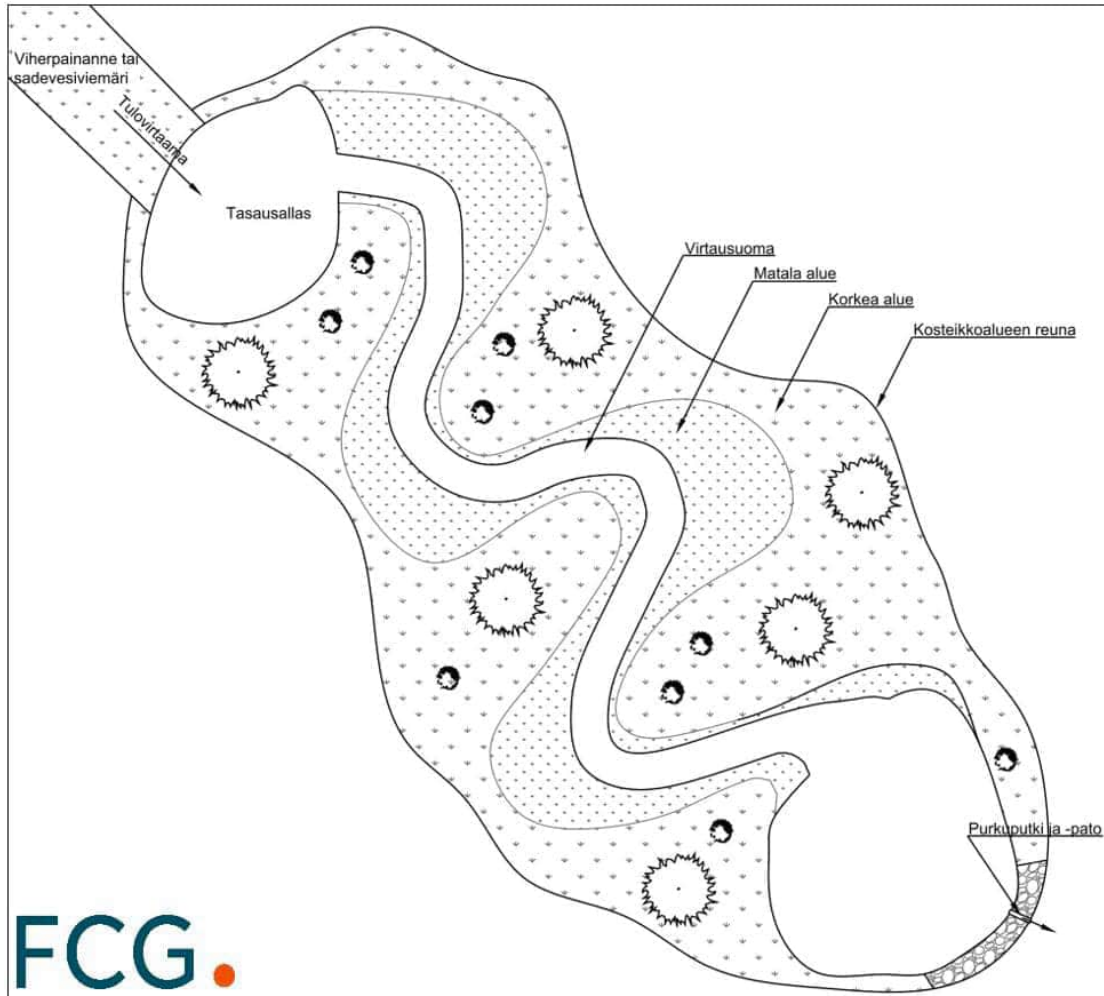 Viherpainanne tai
sadevesiviemäri
Tulovirtaama
Tasausallas
Virtausuoma
Matala alue
Korkea alue
Kosteikkoalueen reuna
Purkuputki ja -pato
FCG.